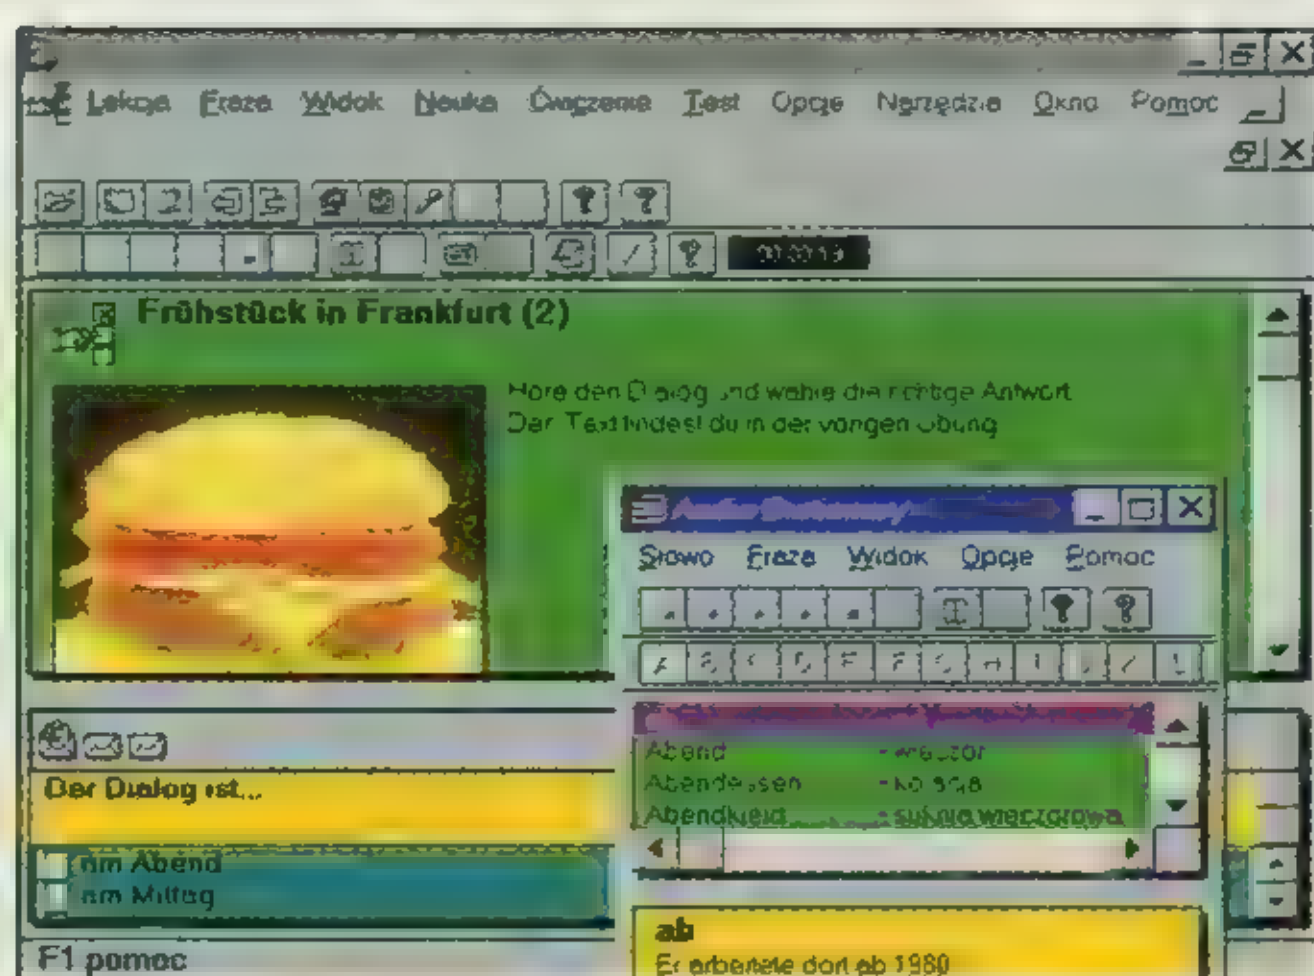 Lekcja Fraza Widok Nauka Ćwiczenie Test Opcje Narzędzia Okno Pomoc
Frühstück in Frankfurt (2)
Höre den Dialog und wähle die richtige Antwort
Der Text findest du in der vorigen Übung
Słowo Fraza Widok Opcje Pomoc
A B C D E F G H I J K L
Abend - wieczór
Abendessen - kolacja
Abendkleid - suknia wieczorowa
Der Dialog ist...
am Abend
am Mittag
ab
Er arbeitete dort ab 1980
F1 pomoc